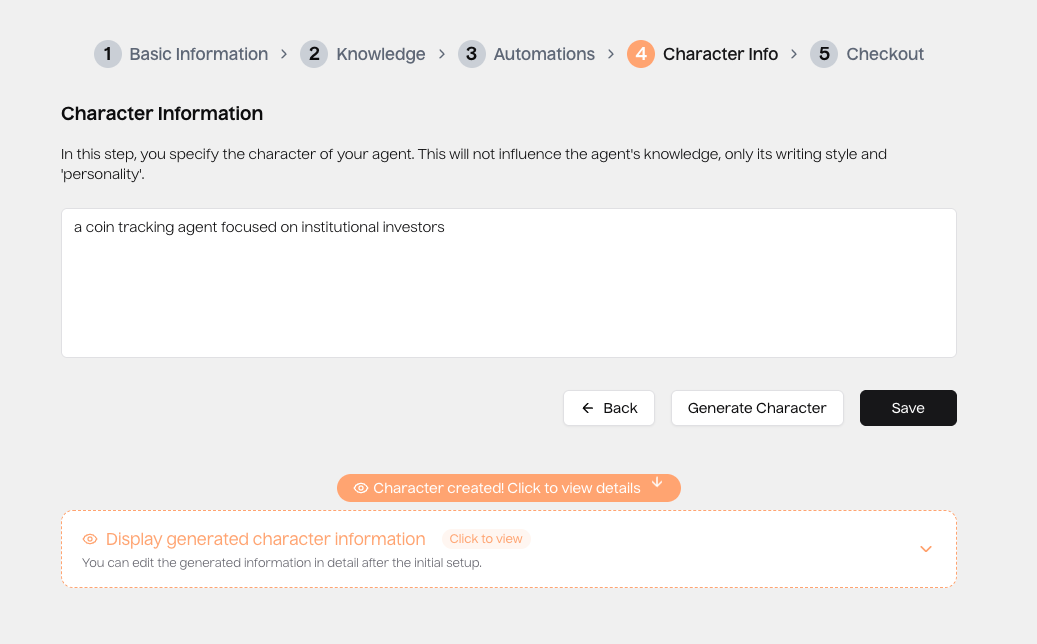 1 Basic Information > 2 Knowledge > 3 Automations > 4 Character Info > 5 Checkout
Character Information
In this step, you specify the character of your agent. This will not influence the agent's knowledge, only its writing style and
'personality'.
a coin tracking agent focused on institutional investors
← Back Generate Character Save
Character created! Click to view details ↓
Display generated character information Click to view
You can edit the generated information in detail after the initial setup.